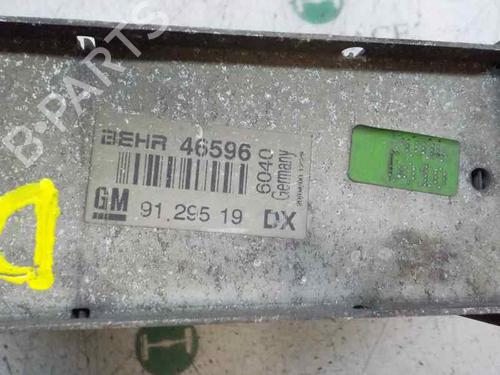 B-PARTS
BEHR 46596
6040
Germany
GM
91.295 19 DX
D